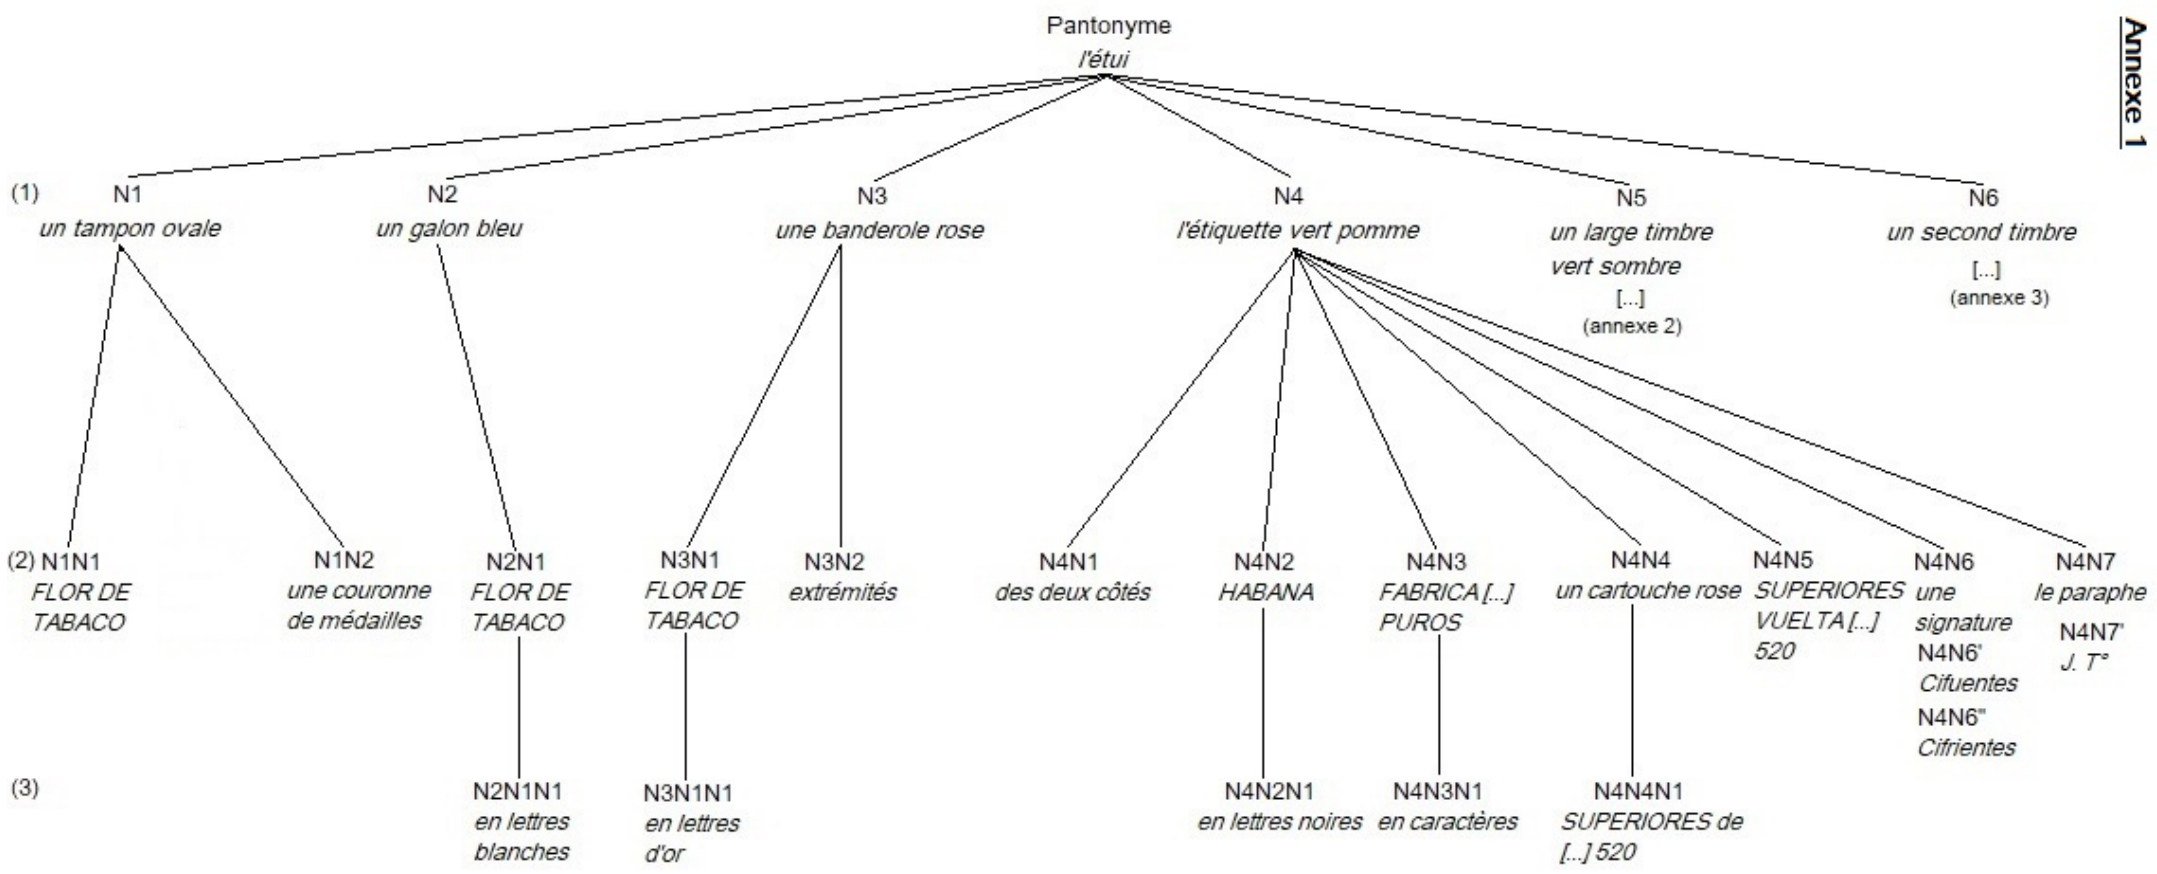 Pantonyme
l'étui
Annexe 1
(1)
N1
un tampon ovale
N2
un galon bleu
N3
une banderole rose
N4
l'étiquette vert pomme
N5
un large timbre
vert sombre
[...]
(annexe 2)
N6
un second timbre
[...]
(annexe 3)
(2)
N1N1
FLOR DE
TABACO
N1N2
une couronne
de médailles
N2N1
FLOR DE
TABACO
N3N1
FLOR DE
TABACO
N3N2
extrémités
N4N1
des deux côtés
N4N2
HABANA
N4N3
FABRICA [...]
PUROS
N4N4
un cartouche rose
N4N5
SUPERIORES
VUELTA [...]
520
N4N6
une
signature
N4N6'
Cifuentes
N4N6"
Cifrientes
N4N7
le paraphe
N4N7'
J. T°
(3)
N2N1N1
en lettres
blanches
N3N1N1
en lettres
d'or
N4N2N1
en lettres noires
N4N3N1
en caractères
N4N4N1
SUPERIORES de
[...] 520